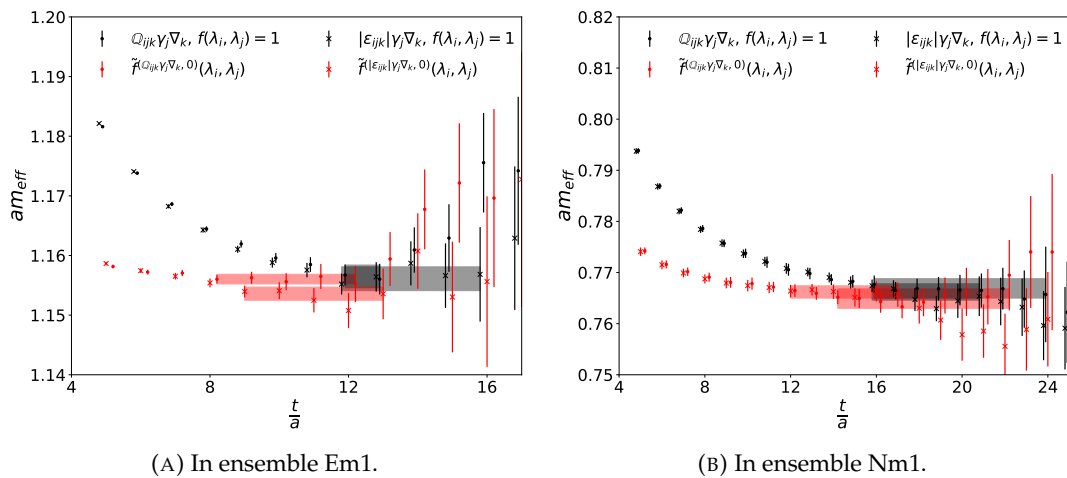 1.20
1.19
1.18
1.17
1.16
1.15
1.14
am_eff
4
8
12
16
t/a
ℚ_ijk γ_j ∇_k, f(λ_i, λ_j) = 1
f̃^(ℚ_ijk γ_j ∇_k, 0)(λ_i, λ_j)
|ε_ijk|γ_j ∇_k, f(λ_i, λ_j) = 1
f̃^(|ε_ijk|γ_j ∇_k, 0)(λ_i, λ_j)
(A) In ensemble Em1.
0.82
0.81
0.80
0.79
0.78
0.77
0.76
0.75
am_eff
4
8
12
16
20
24
t/a
ℚ_ijk γ_j ∇_k, f(λ_i, λ_j) = 1
f̃^(ℚ_ijk γ_j ∇_k, 0)(λ_i, λ_j)
|ε_ijk|γ_j ∇_k, f(λ_i, λ_j) = 1
f̃^(|ε_ijk|γ_j ∇_k, 0)(λ_i, λ_j)
(B) In ensemble Nm1.